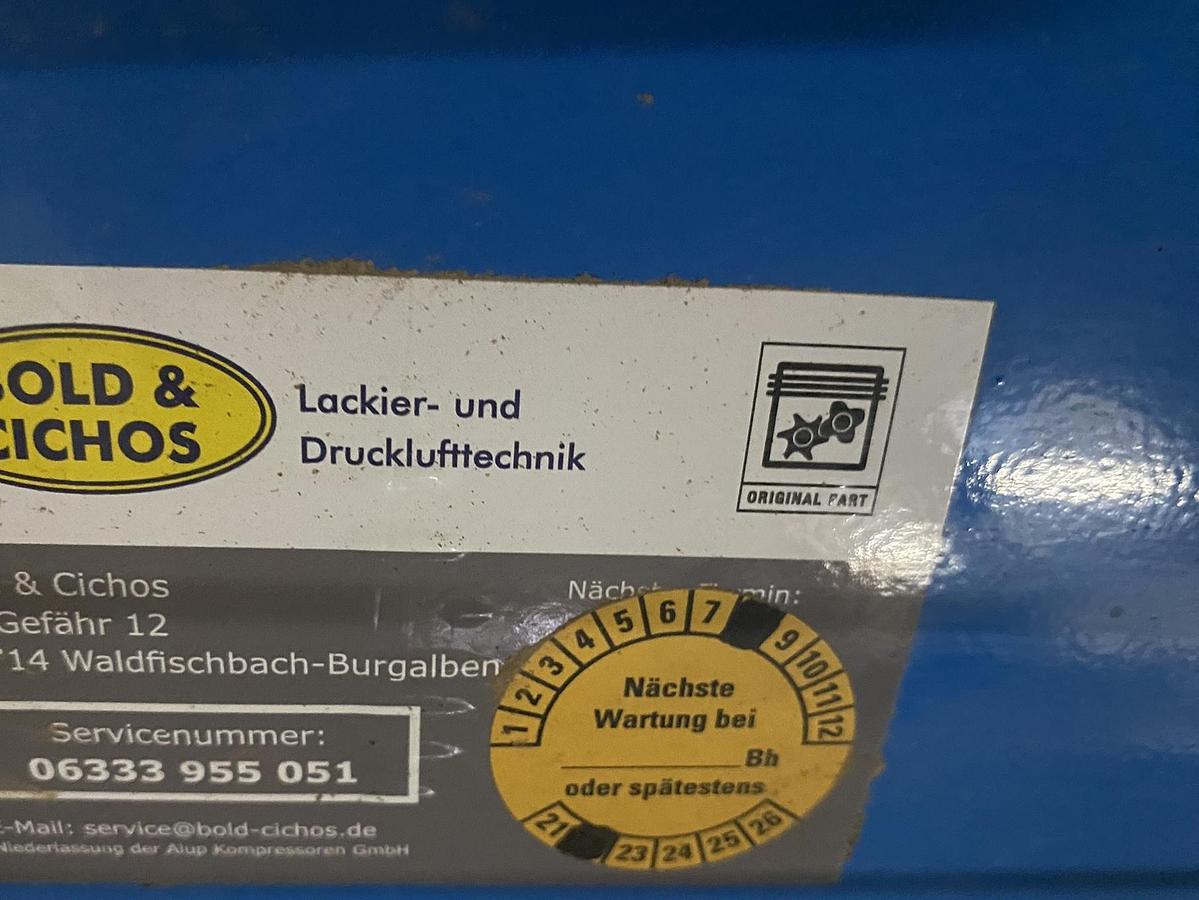 BOLD &
CICHOS
Lackier- und
Drucklufttechnik
ORIGINAL PART
& Cichos
Gefähr 12
14 Waldfischbach-Burgalben
Servicenummer:
06333 955 051
E-Mail: service@bold-cichos.de
Niederlassung der Alup Kompressoren GmbH
1 2 3 4 5 6 7 9 10 11 12
Nächste
Wartung bei
Bh
oder spätestens
21 23 24 25 26